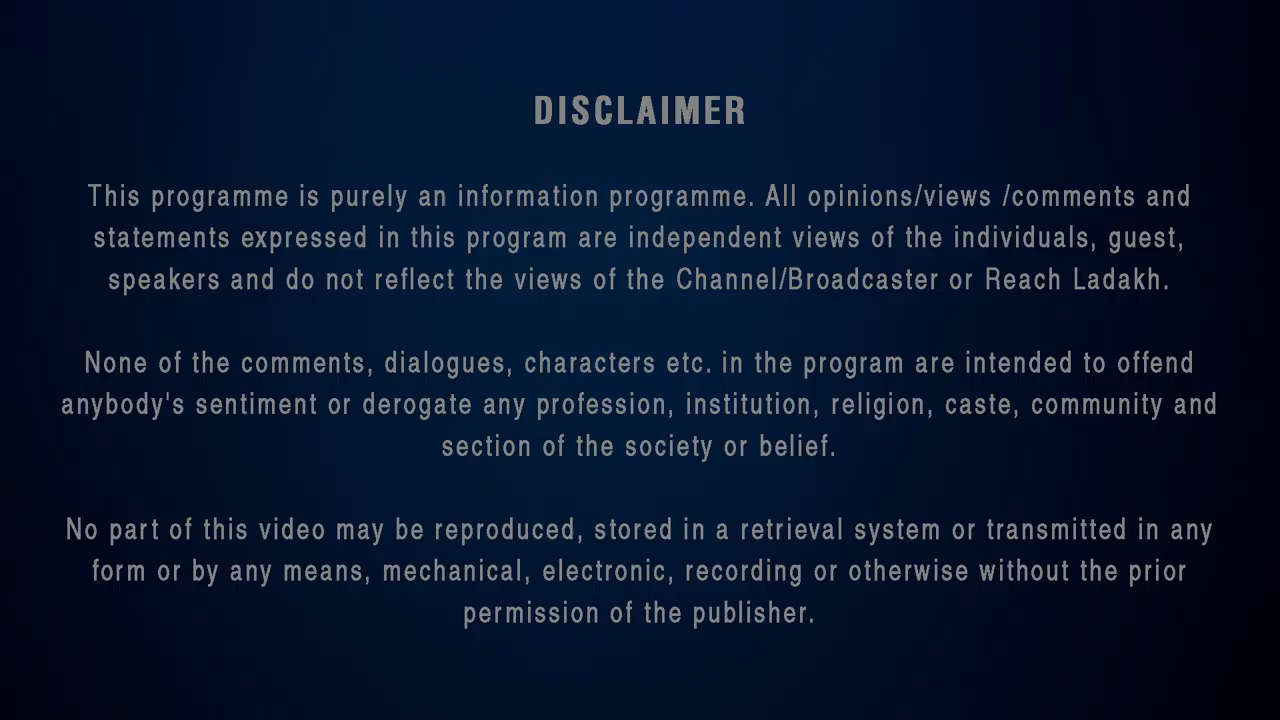 DISCLAIMER
This programme is purely an information programme. All opinions/views /comments and
statements expressed in this program are independent views of the individuals, guest,
speakers and do not reflect the views of the Channel/Broadcaster or Reach Ladakh.
None of the comments, dialogues, characters etc. in the program are intended to offend
anybody's sentiment or derogate any profession, institution, religion, caste, community and
section of the society or belief.
No part of this video may be reproduced, stored in a retrieval system or transmitted in any
form or by any means, mechanical, electronic, recording or otherwise without the prior
permission of the publisher.